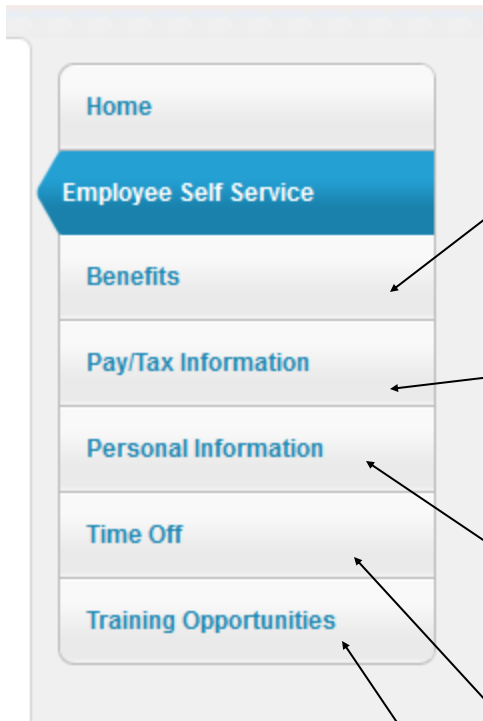 Home
Employee Self Service
Benefits
Pay/Tax Information
Personal Information
Time Off
Training Opportunities